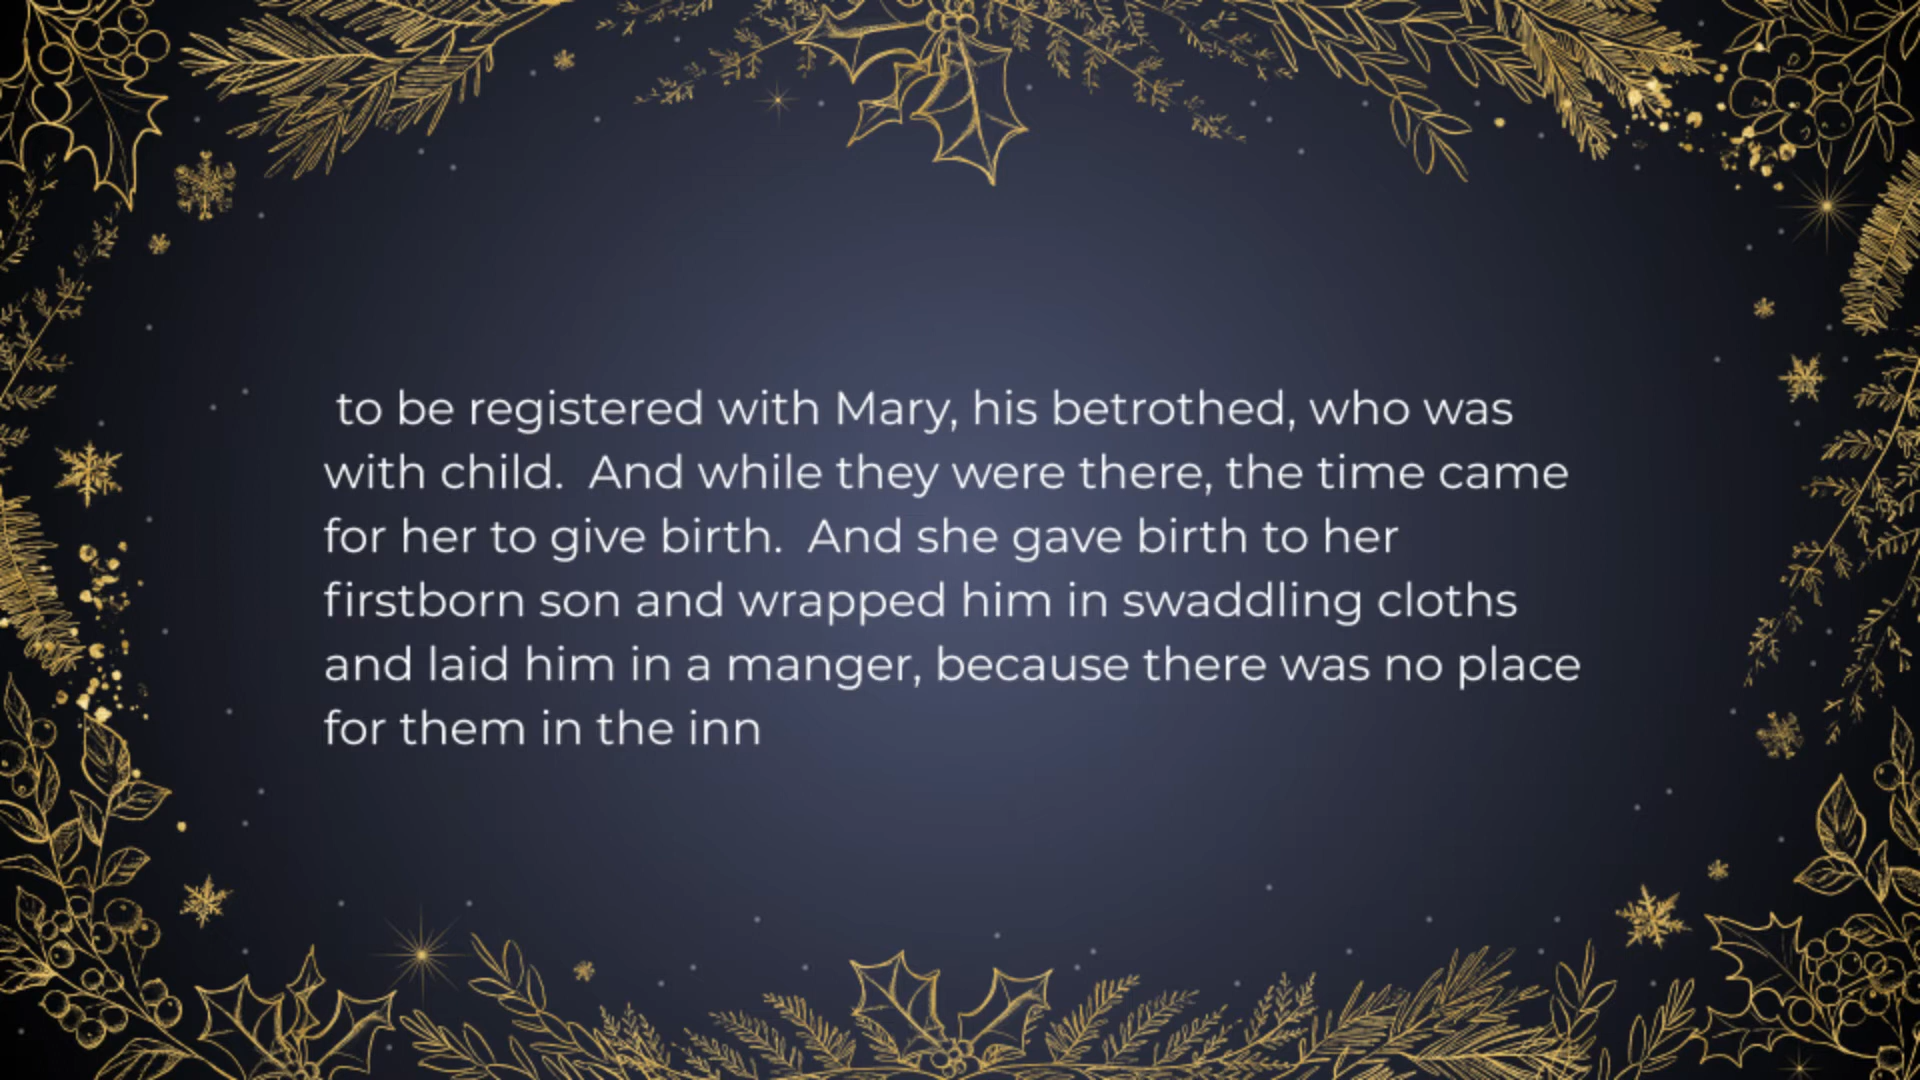 to be registered with Mary, his betrothed, who was
with child.  And while they were there, the time came
for her to give birth.  And she gave birth to her
firstborn son and wrapped him in swaddling cloths
and laid him in a manger, because there was no place
for them in the inn